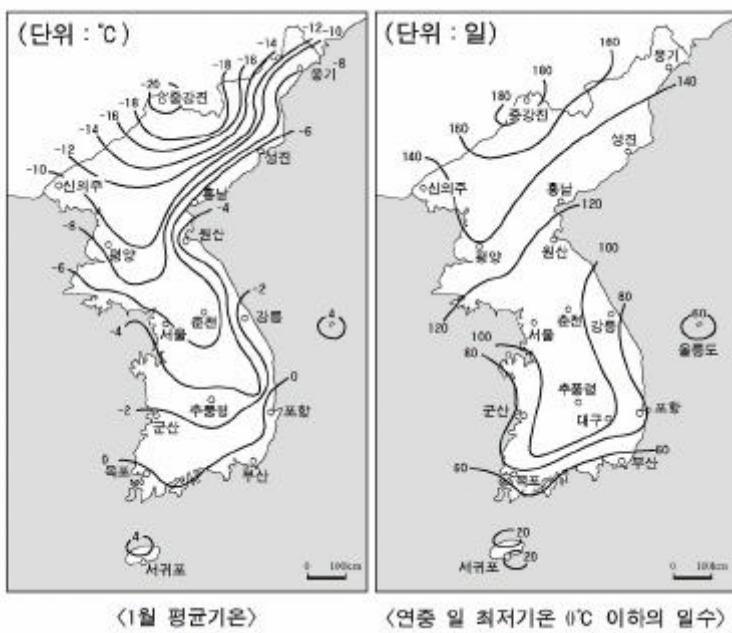 (단위 : ℃)
-12
-10
-14
-16
-18
-8
웅기
-20
중강진
-18
-16
-14
-12
-6
성진
-10
신의주
흥남
-4
-8
원산
평양
-6
-2
춘천
강릉
4
서울
-4
0
추풍령
-2
군산
포항
0
목포
부산
4
서귀포
0 100km
<1월 평균기온>
(단위 : 일)
160
웅기
180
140
180
중강진
160
성진
140
신의주
흥남
120
원산
평양
100
120
80
춘천
강릉
60
서울
울릉도
100
80
추풍령
군산
대구
포항
60
목포
부산
60
20
서귀포
20
0 100km
<연중 일 최저기온 0℃ 이하의 일수>